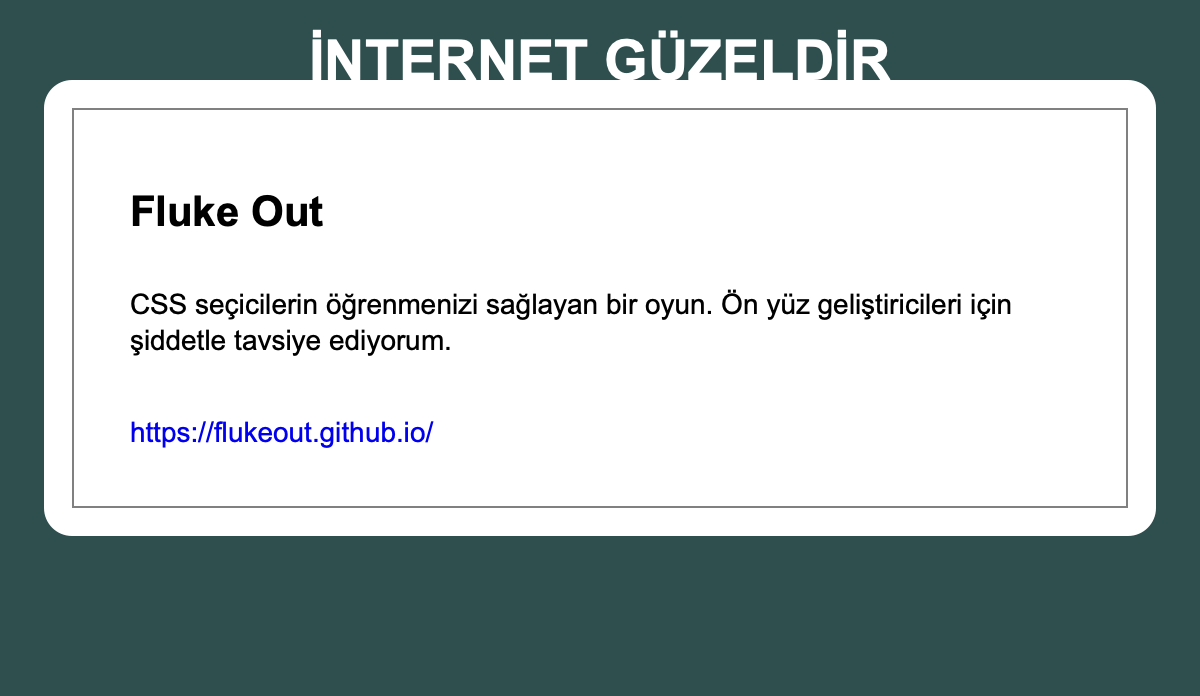 İNTERNET GÜZELDİR
Fluke Out
CSS seçicilerin öğrenmenizi sağlayan bir oyun. Ön yüz geliştiricileri için
şiddetle tavsiye ediyorum.
https://flukeout.github.io/